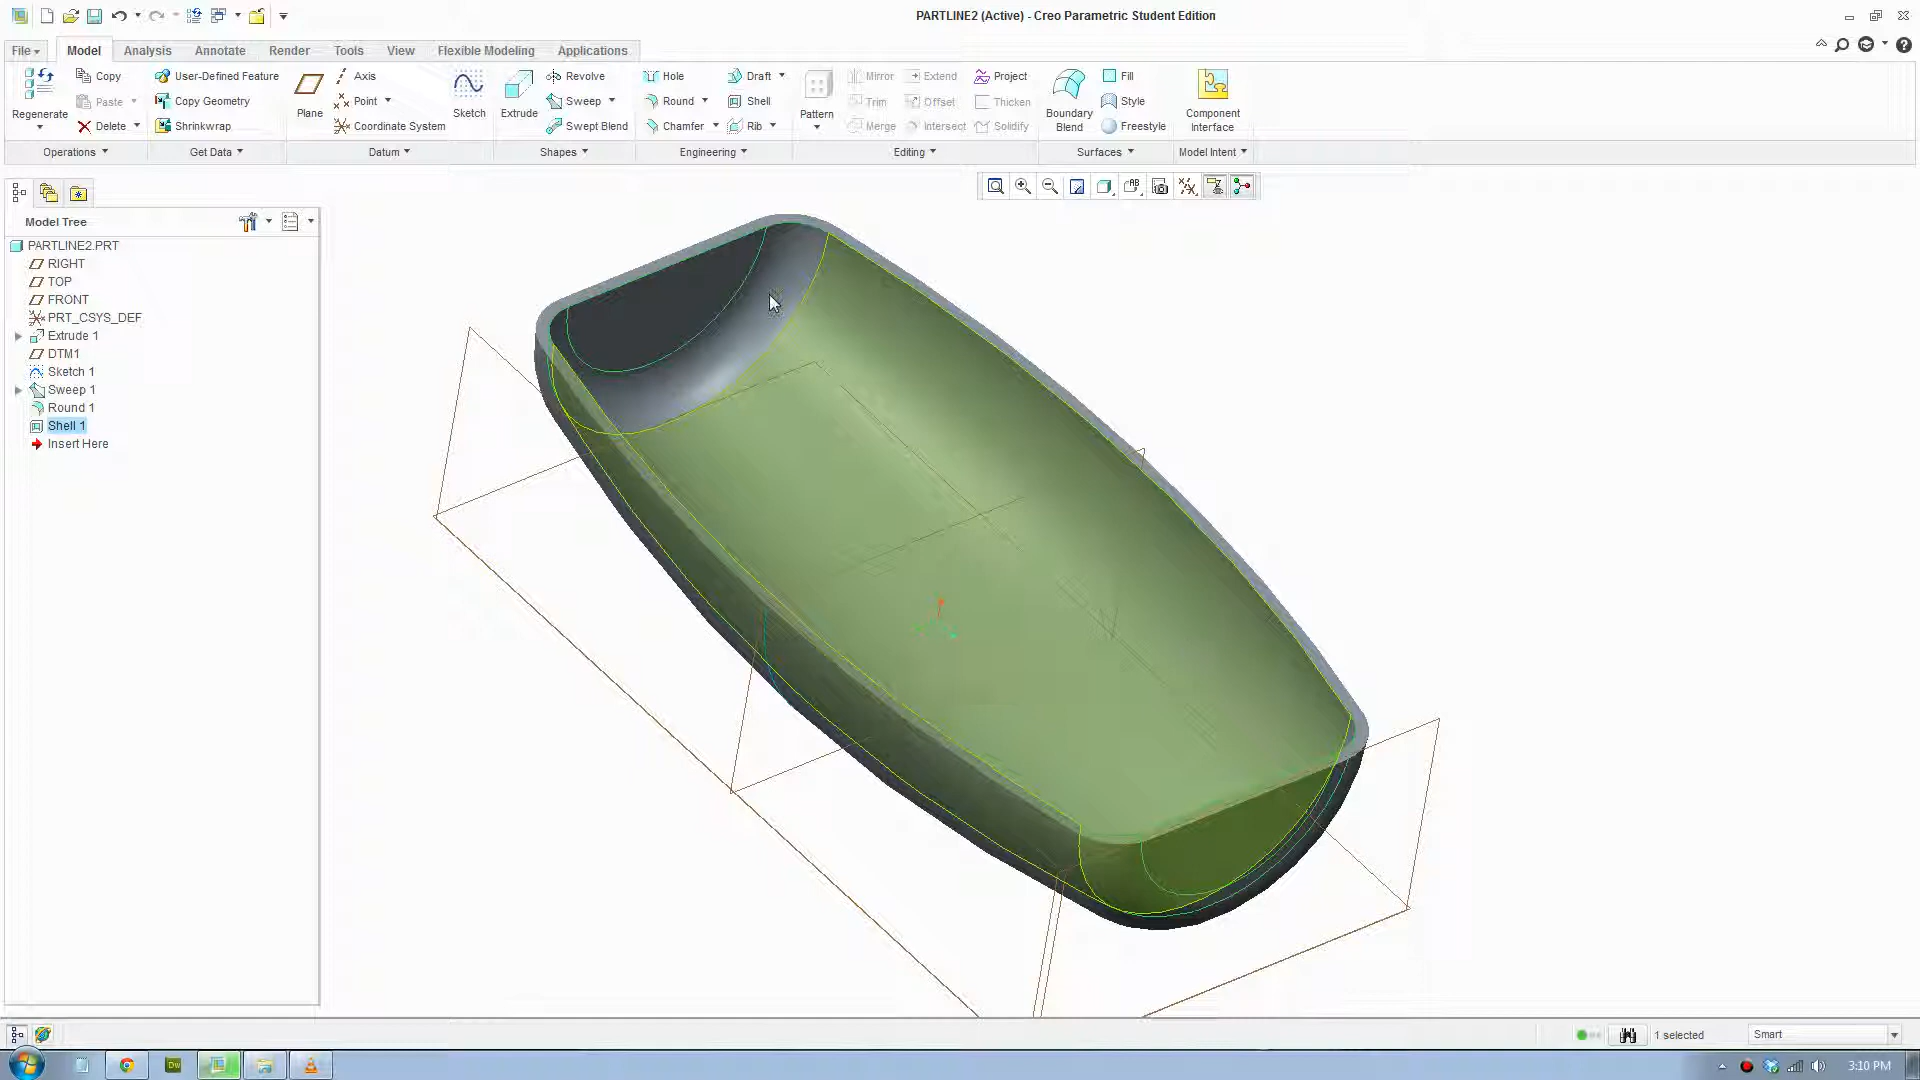 PARTLINE2 (Active) - Creo Parametric Student Edition
File Model Analysis Annotate Render Tools View Flexible Modeling Applications
Regenerate Copy Paste Delete
User-Defined Feature Copy Geometry Shrinkwrap
Plane Axis Point Coordinate System Sketch
Extrude Revolve Sweep Swept Blend
Hole Round Chamfer Draft Shell Rib
Pattern Mirror Trim Merge Extend Offset Intersect Project Thicken Solidify
Boundary Blend Fill Style Freestyle
Component Interface
Operations Get Data Datum Shapes Engineering Editing Surfaces Model Intent
Model Tree
PARTLINE2.PRT
RIGHT
TOP
FRONT
PRT_CSYS_DEF
Extrude 1
DTM1
Sketch 1
Sweep 1
Round 1
Shell 1
Insert Here
1 selected Smart
Dw
3:10 PM